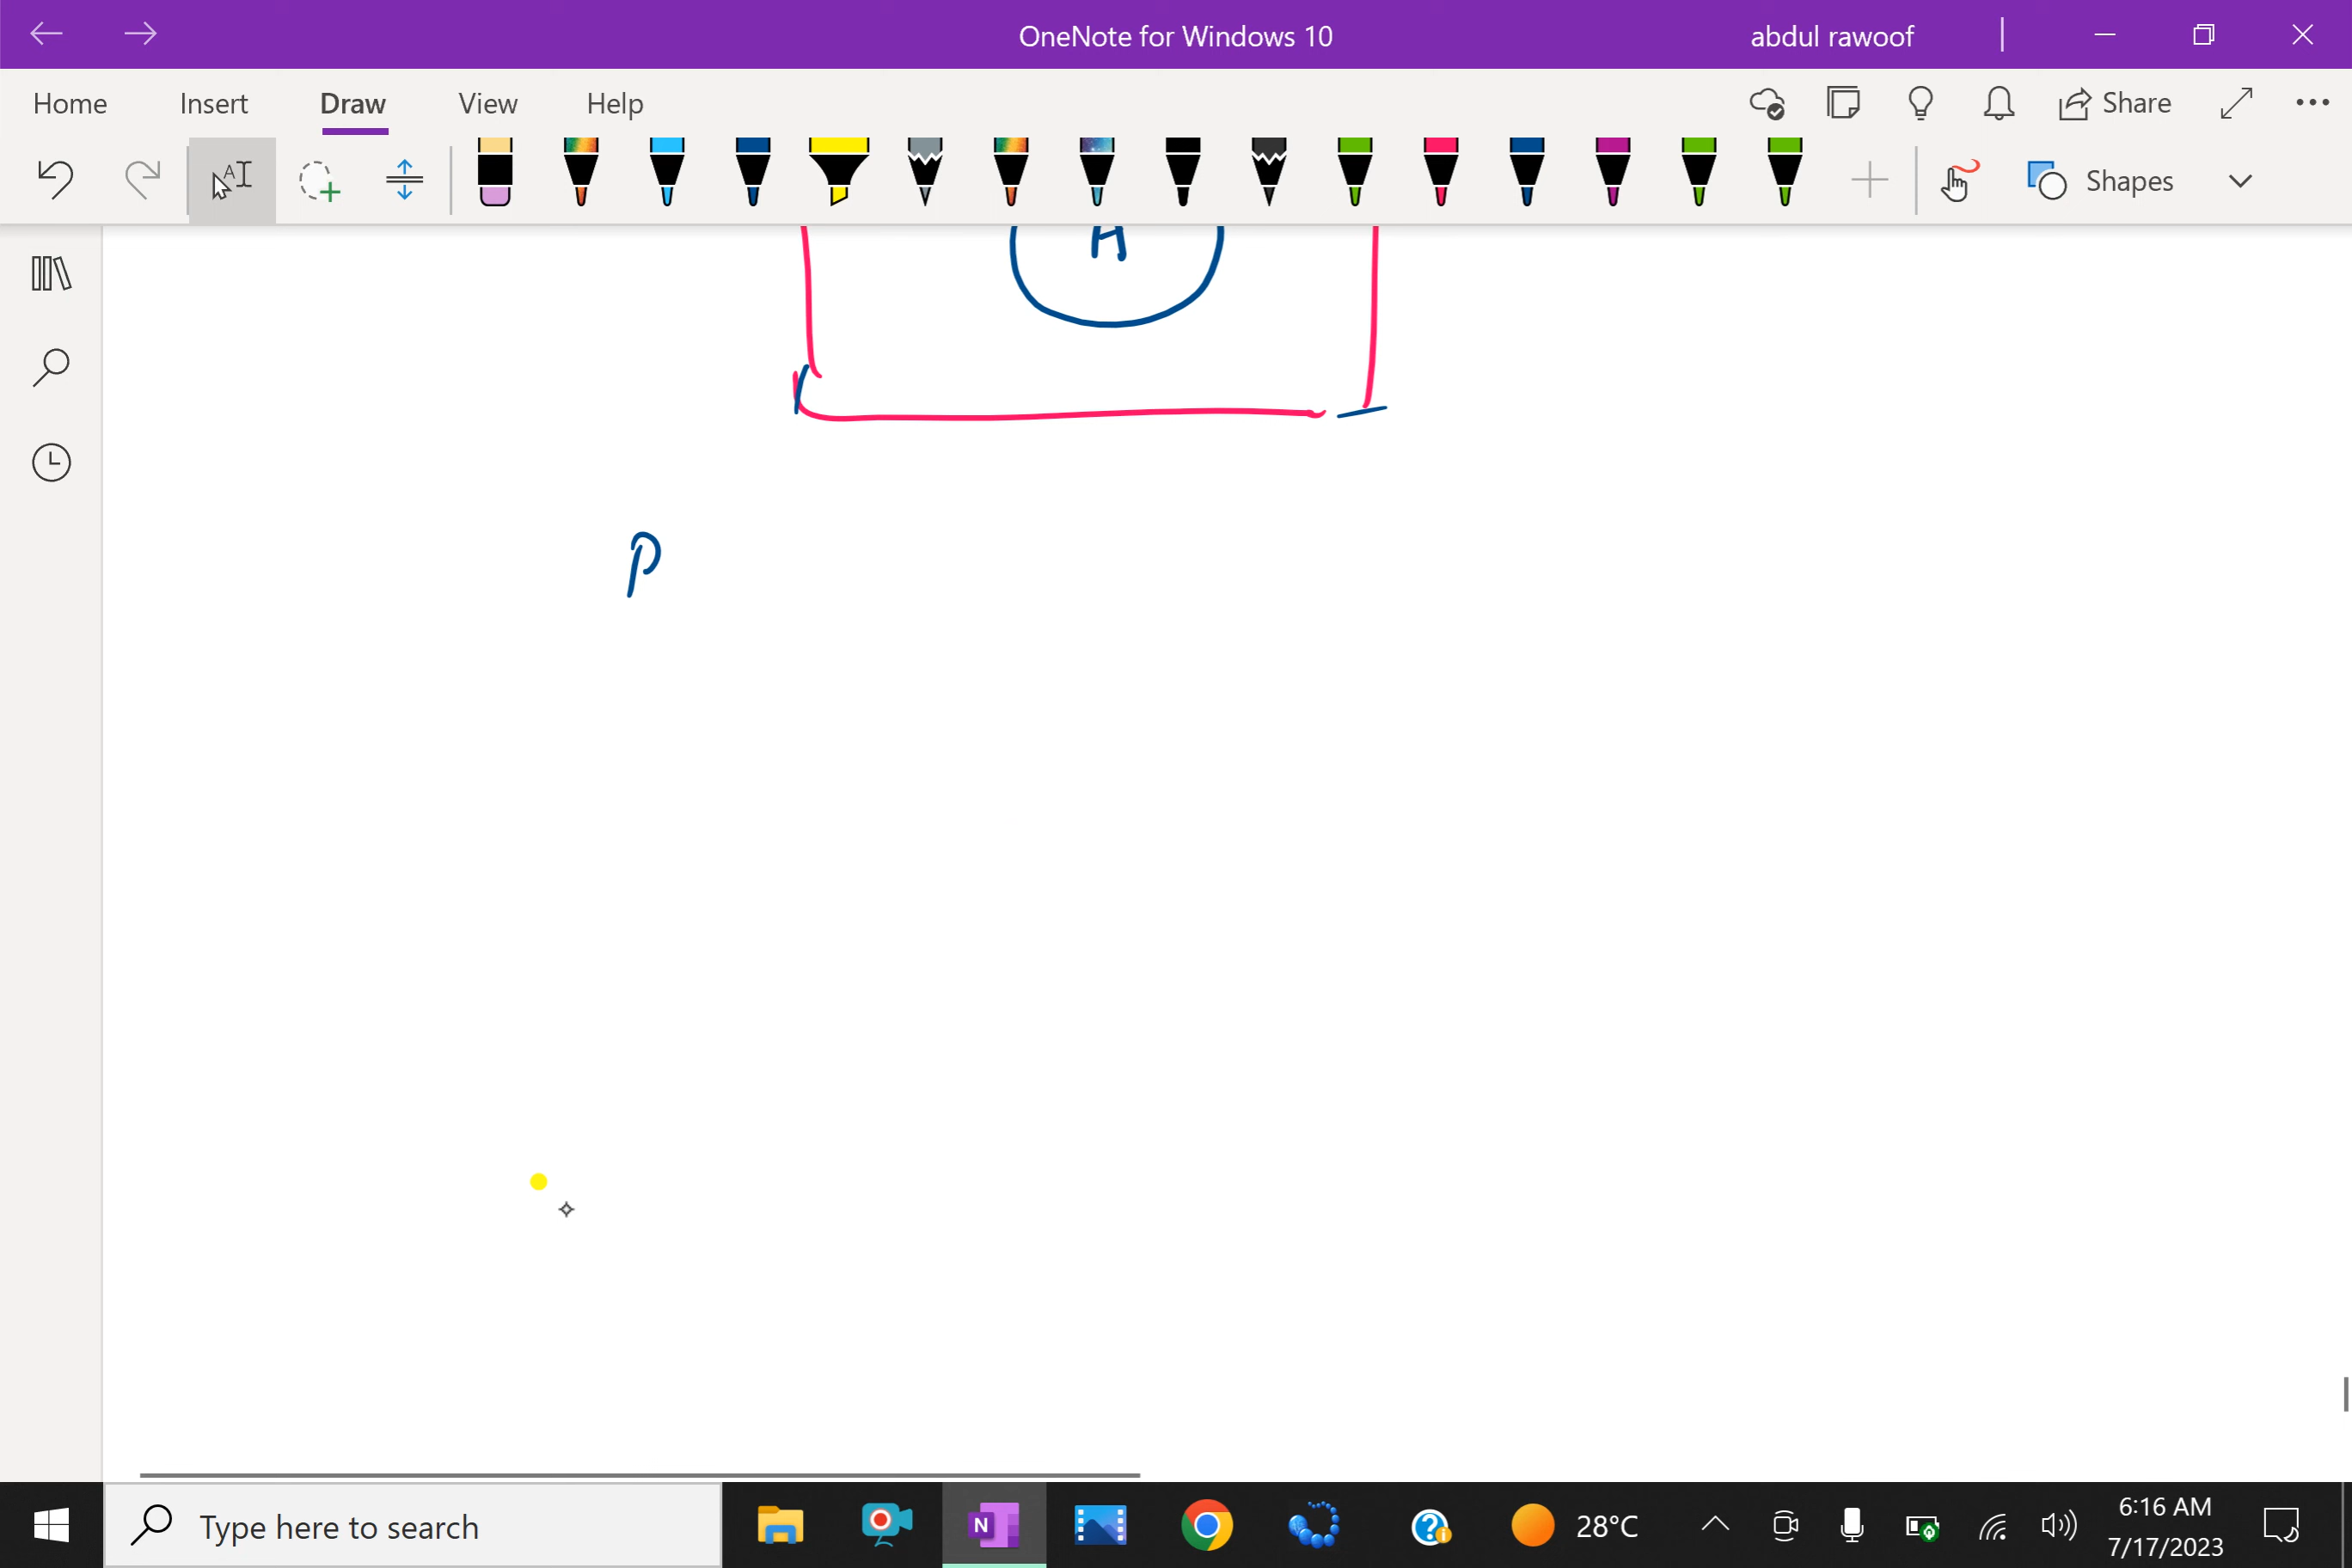 OneNote for Windows 10 abdul rawoof
Home Insert Draw View Help Share
Shapes
A
P
Type here to search 28°C 6:16 AM
7/17/2023